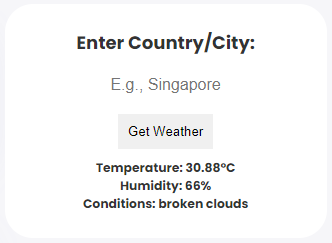 Enter Country/City:
E.g., Singapore
Get Weather
Temperature: 30.88°C
Humidity: 66%
Conditions: broken clouds